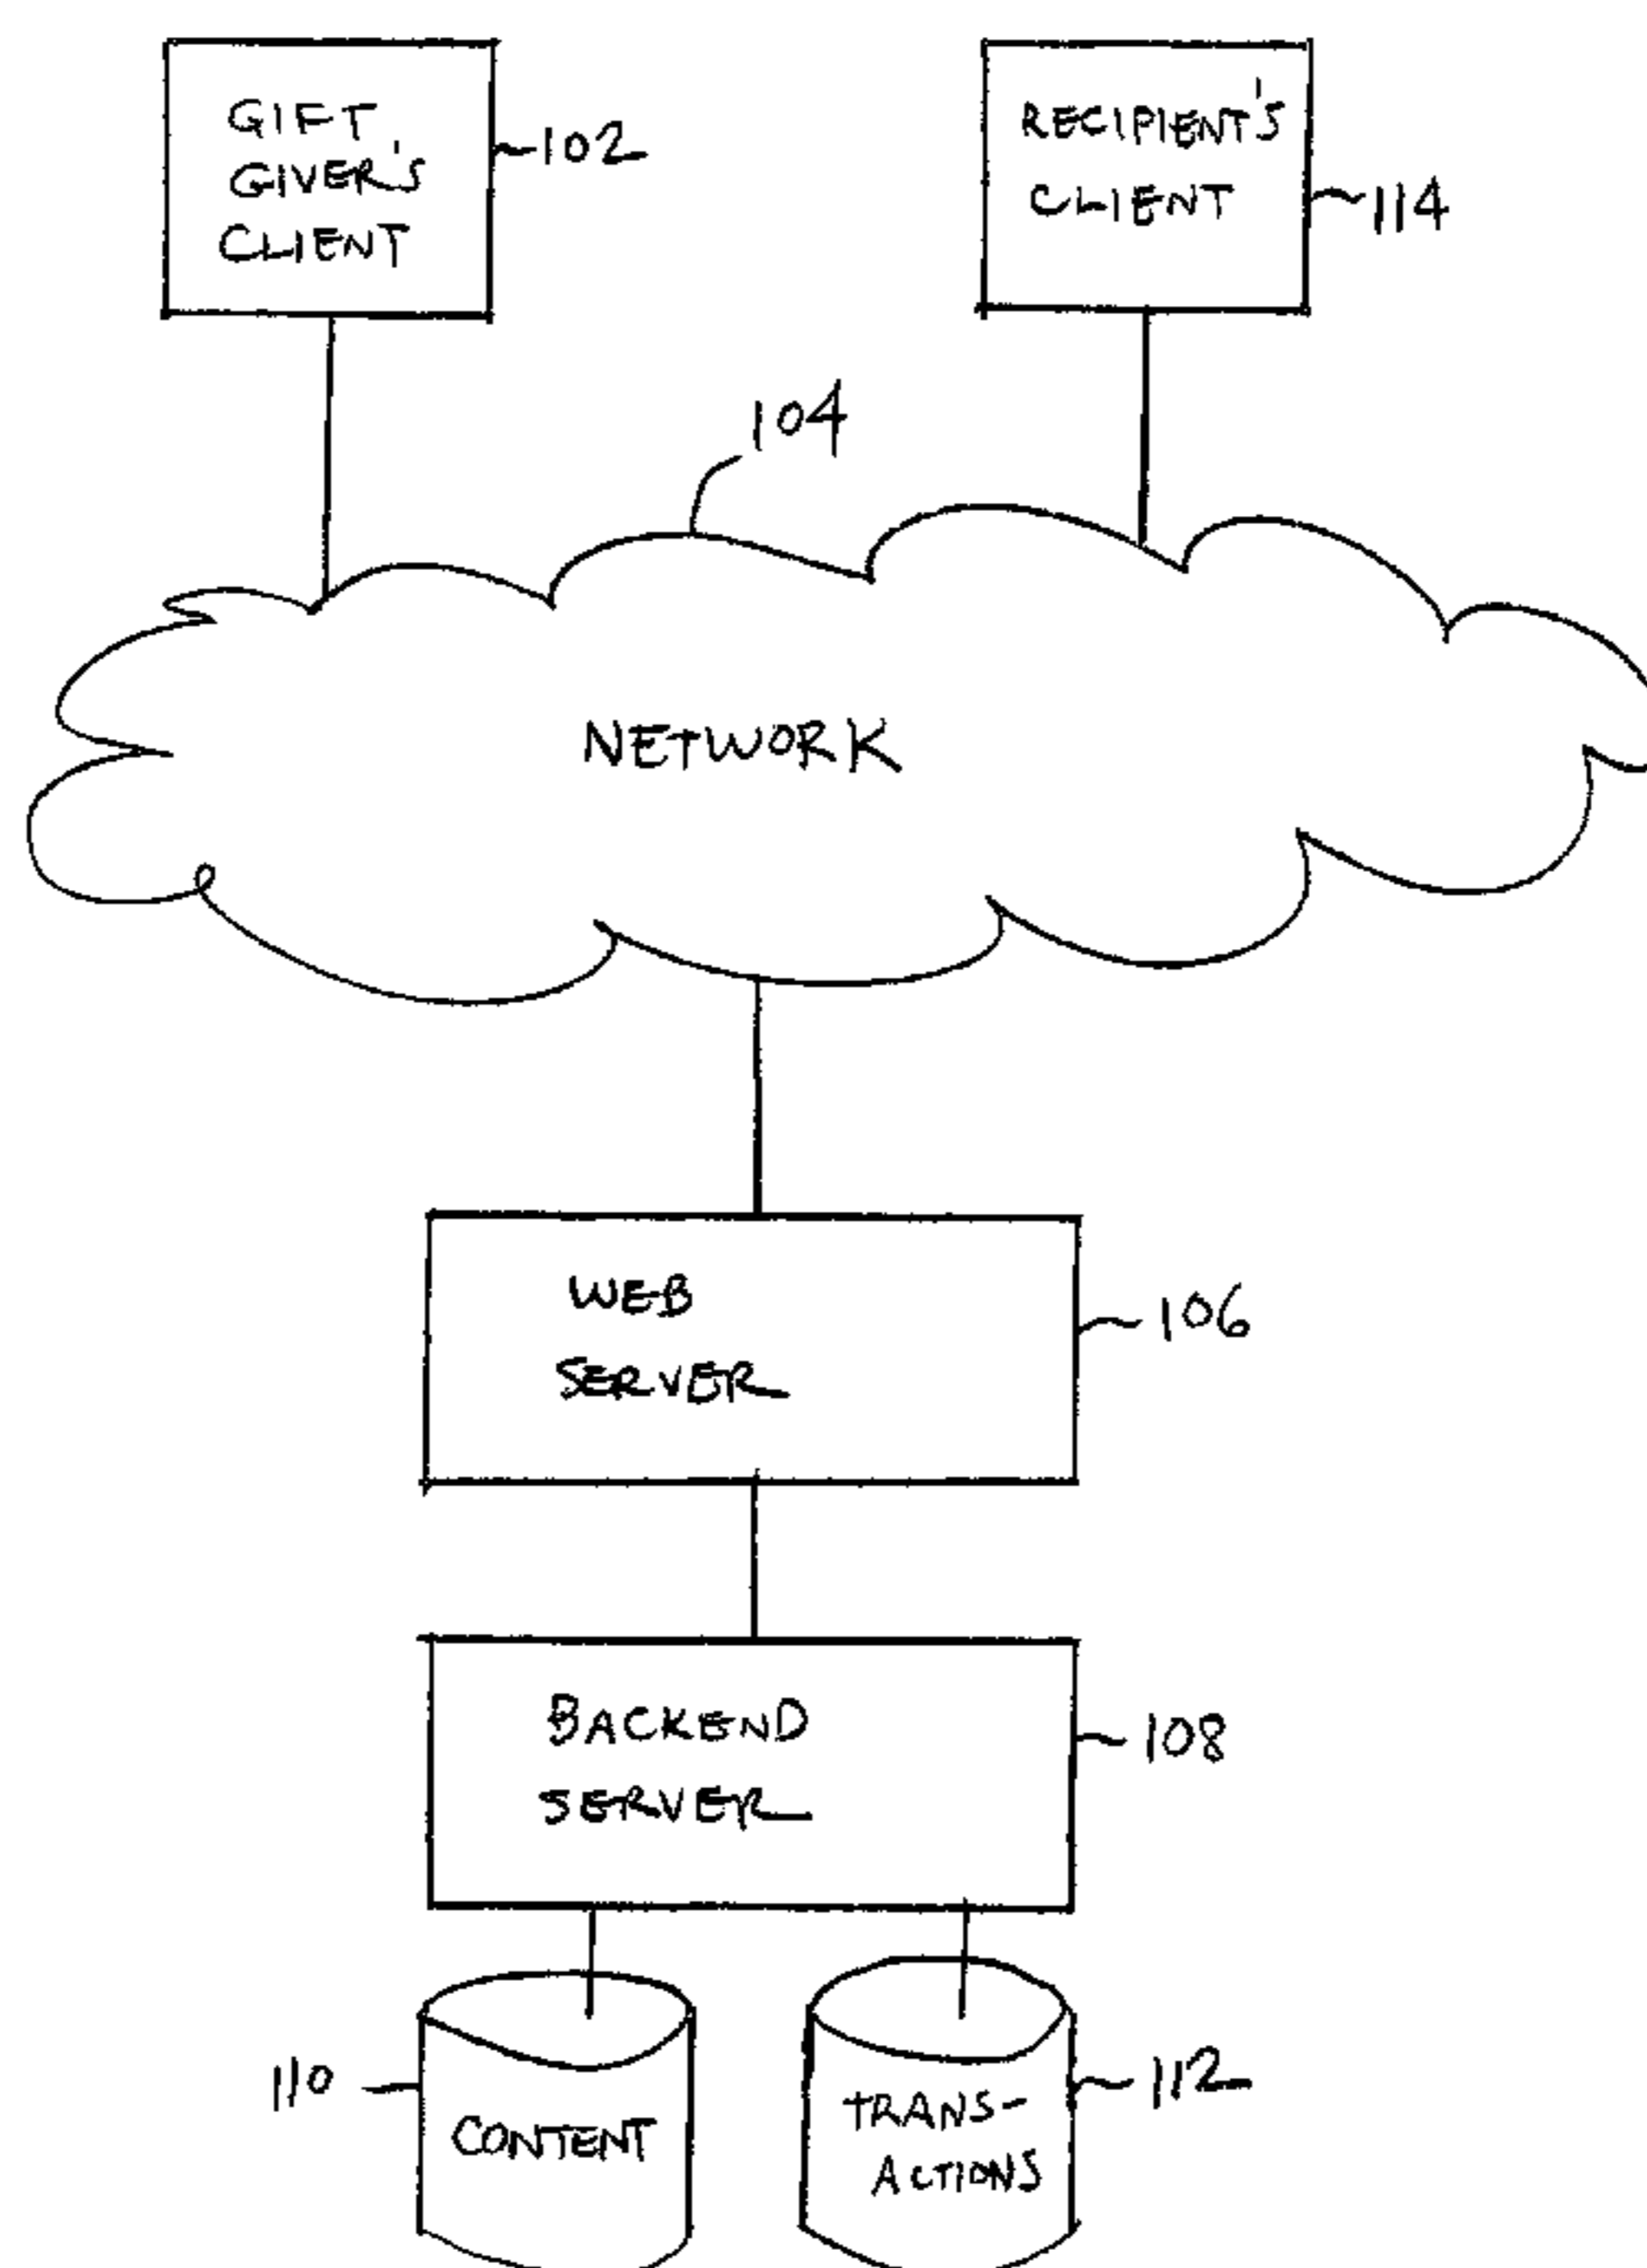 GIFT
GIVER'S
CLIENT
102
RECIPIENT'S
CLIENT
114
104
NETWORK
WEB
SERVER
106
BACKEND
SERVER
108
110
CONTENT
TRANS-
ACTIONS
112